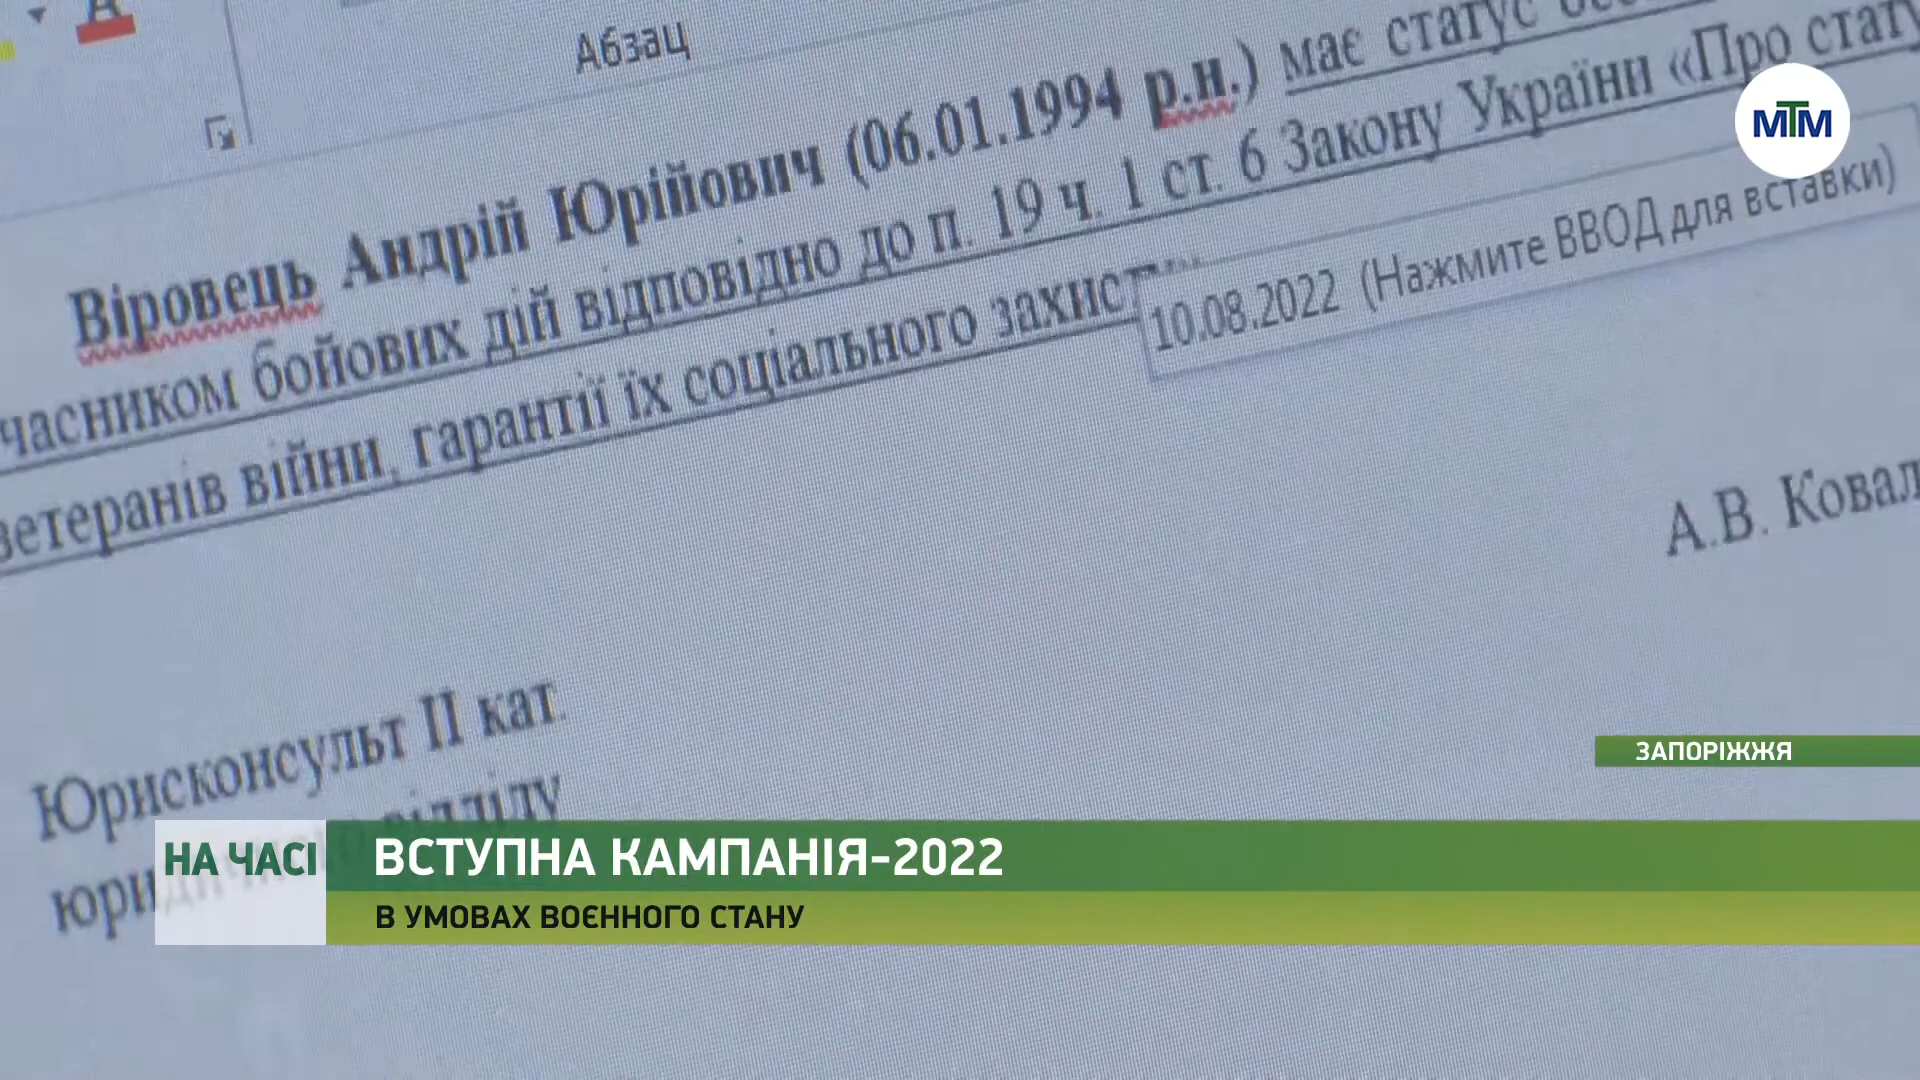 Абзац
Віровець Андрій Юрійович (06.01.1994 р.н.) має статус
часником бойових дій відповідно до п. 19 ч. 1 ст. 6 Закону України «Про стату
ветеранів війни, гарантії їх соціального захист
10.08.2022 (Нажмите ВВОД для вставки)
А.В. Ковал
Юрисконсульт II кат.
МТМ
ЗАПОРІЖЖЯ
НА ЧАСІ
ВСТУПНА КАМПАНІЯ-2022
В УМОВАХ ВОЄННОГО СТАНУ